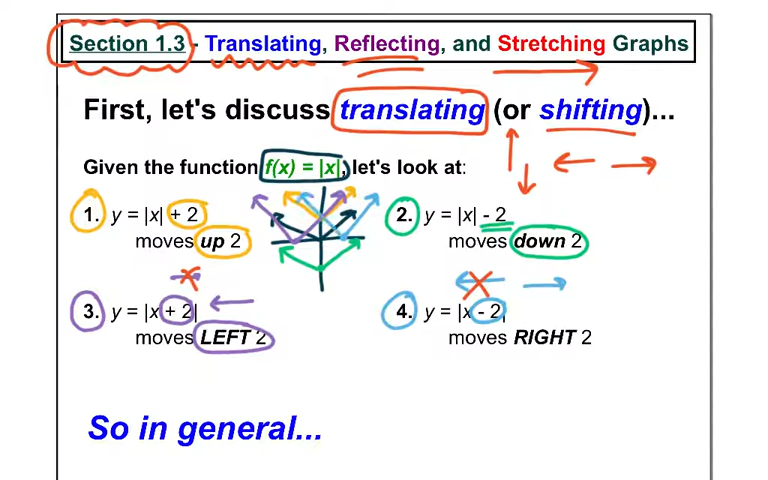 Section 1.3 - Translating, Reflecting, and Stretching Graphs
First, let's discuss translating (or shifting)...
Given the function f(x) = |x|, let's look at:
1. y = |x| + 2
moves up 2
2. y = |x| - 2
moves down 2
3. y = |x + 2|
moves LEFT 2
4. y = |x - 2|
moves RIGHT 2
So in general...